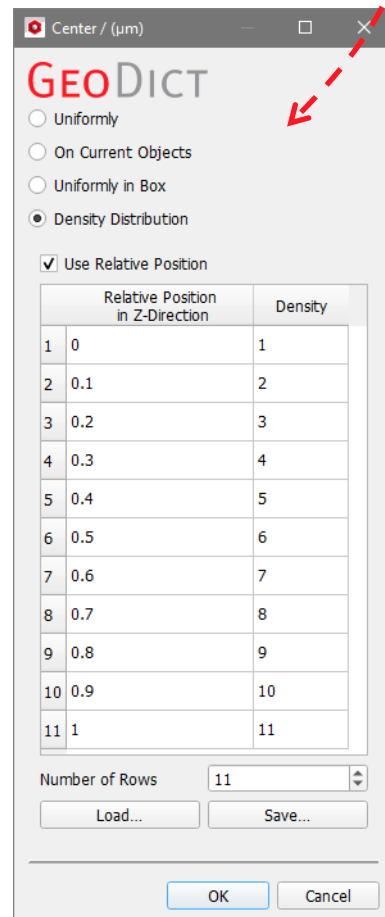 Center / (µm)
GEODICT
Uniformly
On Current Objects
Uniformly in Box
Density Distribution
Use Relative Position
Relative Position
in Z-Direction
Density
1 0 1
2 0.1 2
3 0.2 3
4 0.3 4
5 0.4 5
6 0.5 6
7 0.6 7
8 0.7 8
9 0.8 9
10 0.9 10
11 1 11
Number of Rows 11
Load... Save...
OK Cancel